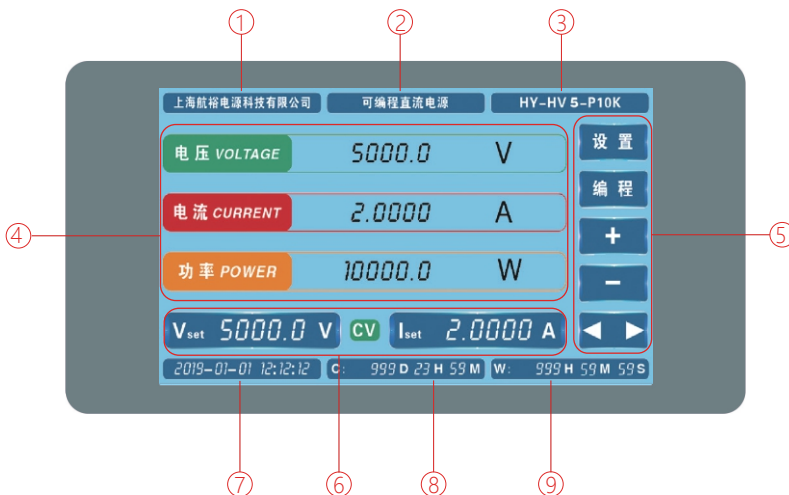 ① ② ③
上海航裕电源科技有限公司 可编程直流电源 HY-HV 5-P10K
电压 VOLTAGE 5000.0 V
设置
电流 CURRENT 2.0000 A
编程
④ ⑤
+
功率 POWER 10000.0 W
−
Vset 5000.0 V CV Iset 2.0000 A ◀ ▶
2019-01-01 12:12:12 C: 999 D 23 H 59 M W: 999 H 59 M 59 S
⑦ ⑥ ⑧ ⑨